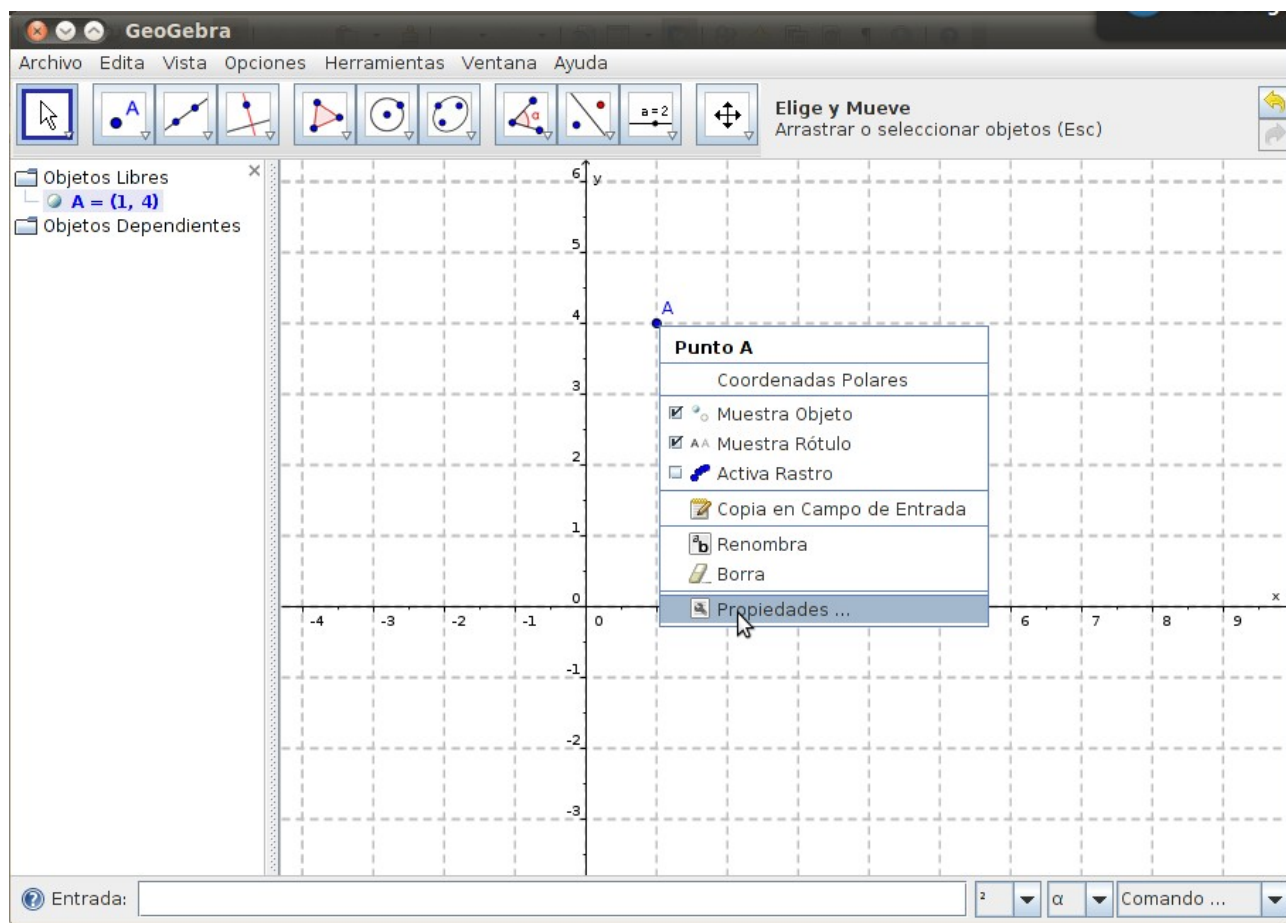 GeoGebra
Archivo Edita Vista Opciones Herramientas Ventana Ayuda
A
α
a = 2
Elige y Mueve
Arrastrar o seleccionar objetos (Esc)
Objetos Libres
A = (1, 4)
Objetos Dependientes
y
6
5
4
3
2
1
0
-1
-2
-3
A
Punto A
Coordenadas Polares
Muestra Objeto
AA Muestra Rótulo
Activa Rastro
Copia en Campo de Entrada
ab Renombra
Borra
Propiedades ...
x
-4 -3 -2 -1 0 6 7 8 9
Entrada: ² α Comando ...